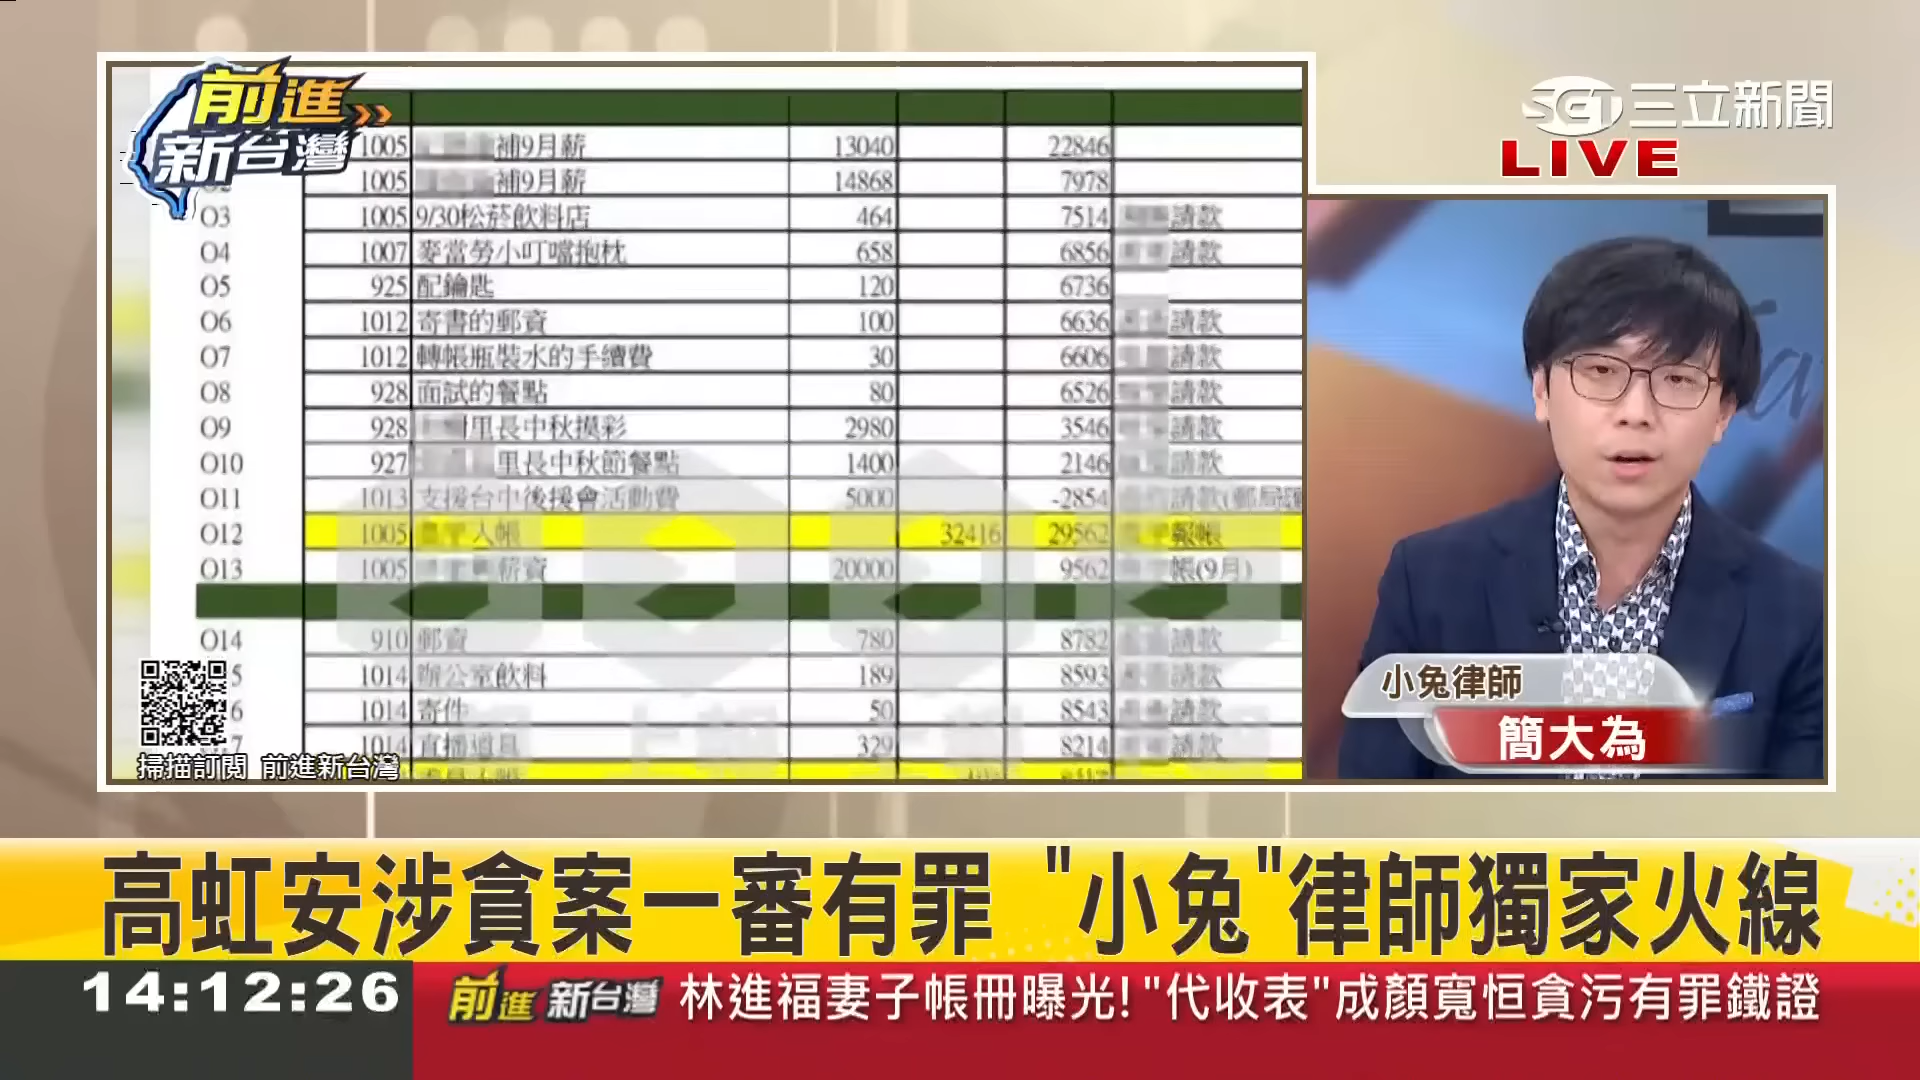 前進
新台灣
三立新聞
LIVE
1005 補9月薪 13040 22846
1005 補9月薪 14868 7978
O3 1005 9/30松菸飲料店 464 7514 請款
O4 1007 麥當勞小叮噹抱枕 658 6856 請款
O5 925 配鑰匙 120 6736
O6 1012 寄書的郵資 100 6636 請款
O7 1012 轉帳瓶裝水的手續費 30 6606 請款
O8 928 面試的餐點 80 6526 請款
O9 928 里長中秋摸彩 2980 3546 請款
O10 927 里長中秋節餐點 1400 2146 請款
O11 1013 支援台中後援會活動費 5000 -2854 請款(郵局匯
O12 1005 入帳 32416 29562 報帳
O13 1005 薪資 20000 9562 帳(9月)
O14 910 郵資 780 8782 請款
5 1014 辦公室飲料 189 8593 請款
6 1014 寄件 50 8543 請款
7 1014 直播道具 329 8214 請款
掃描訂閱 前進新台灣
小兔律師
簡大為
高虹安涉貪案一審有罪 "小兔"律師獨家火線
14:12:26
前進新台灣 林進福妻子帳冊曝光!"代收表"成顏寬恒貪污有罪鐵證